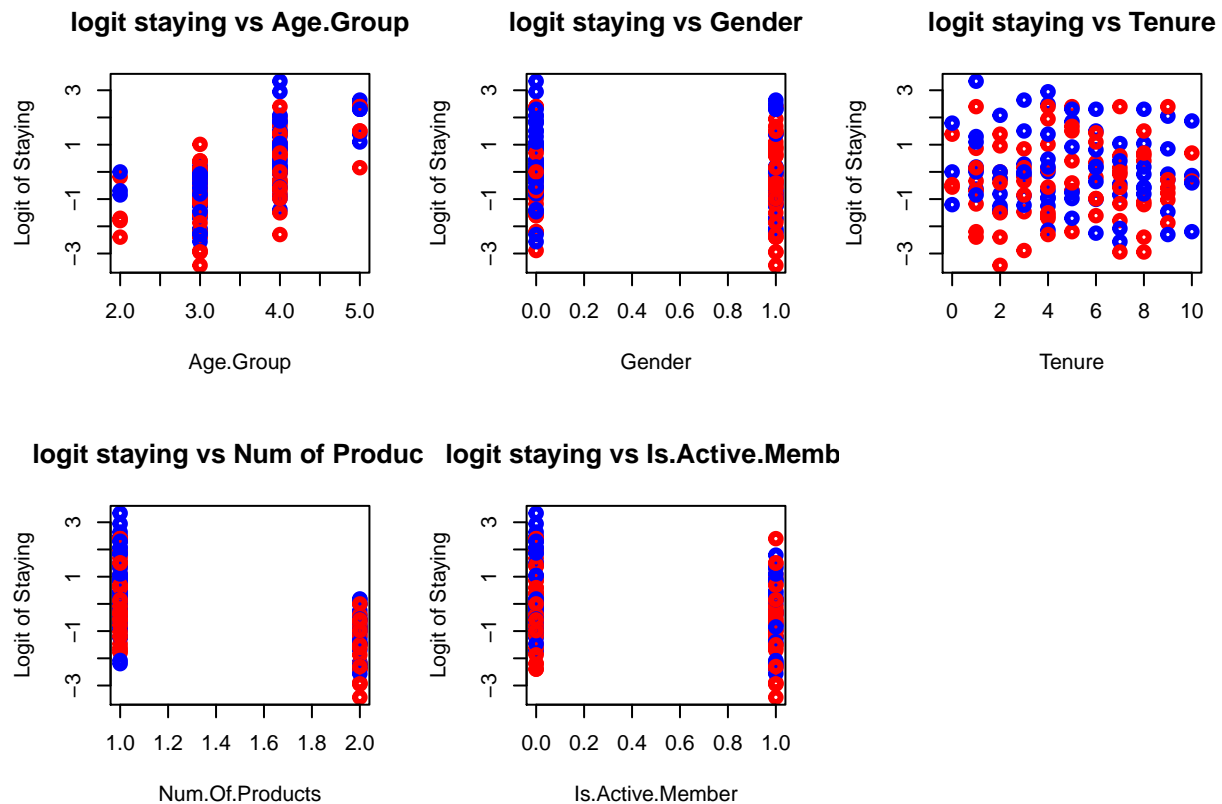 logit staying vs Age.Group
3
1
−1
−3
Logit of Staying
2.0 3.0 4.0 5.0
Age.Group
logit staying vs Gender
3
1
−1
−3
Logit of Staying
0.0 0.2 0.4 0.6 0.8 1.0
Gender
logit staying vs Tenure
3
1
−1
−3
Logit of Staying
0 2 4 6 8 10
Tenure
logit staying vs Num of Produc
3
1
−1
−3
Logit of Staying
1.0 1.2 1.4 1.6 1.8 2.0
Num.Of.Products
logit staying vs Is.Active.Memb
3
1
−1
−3
Logit of Staying
0.0 0.2 0.4 0.6 0.8 1.0
Is.Active.Member